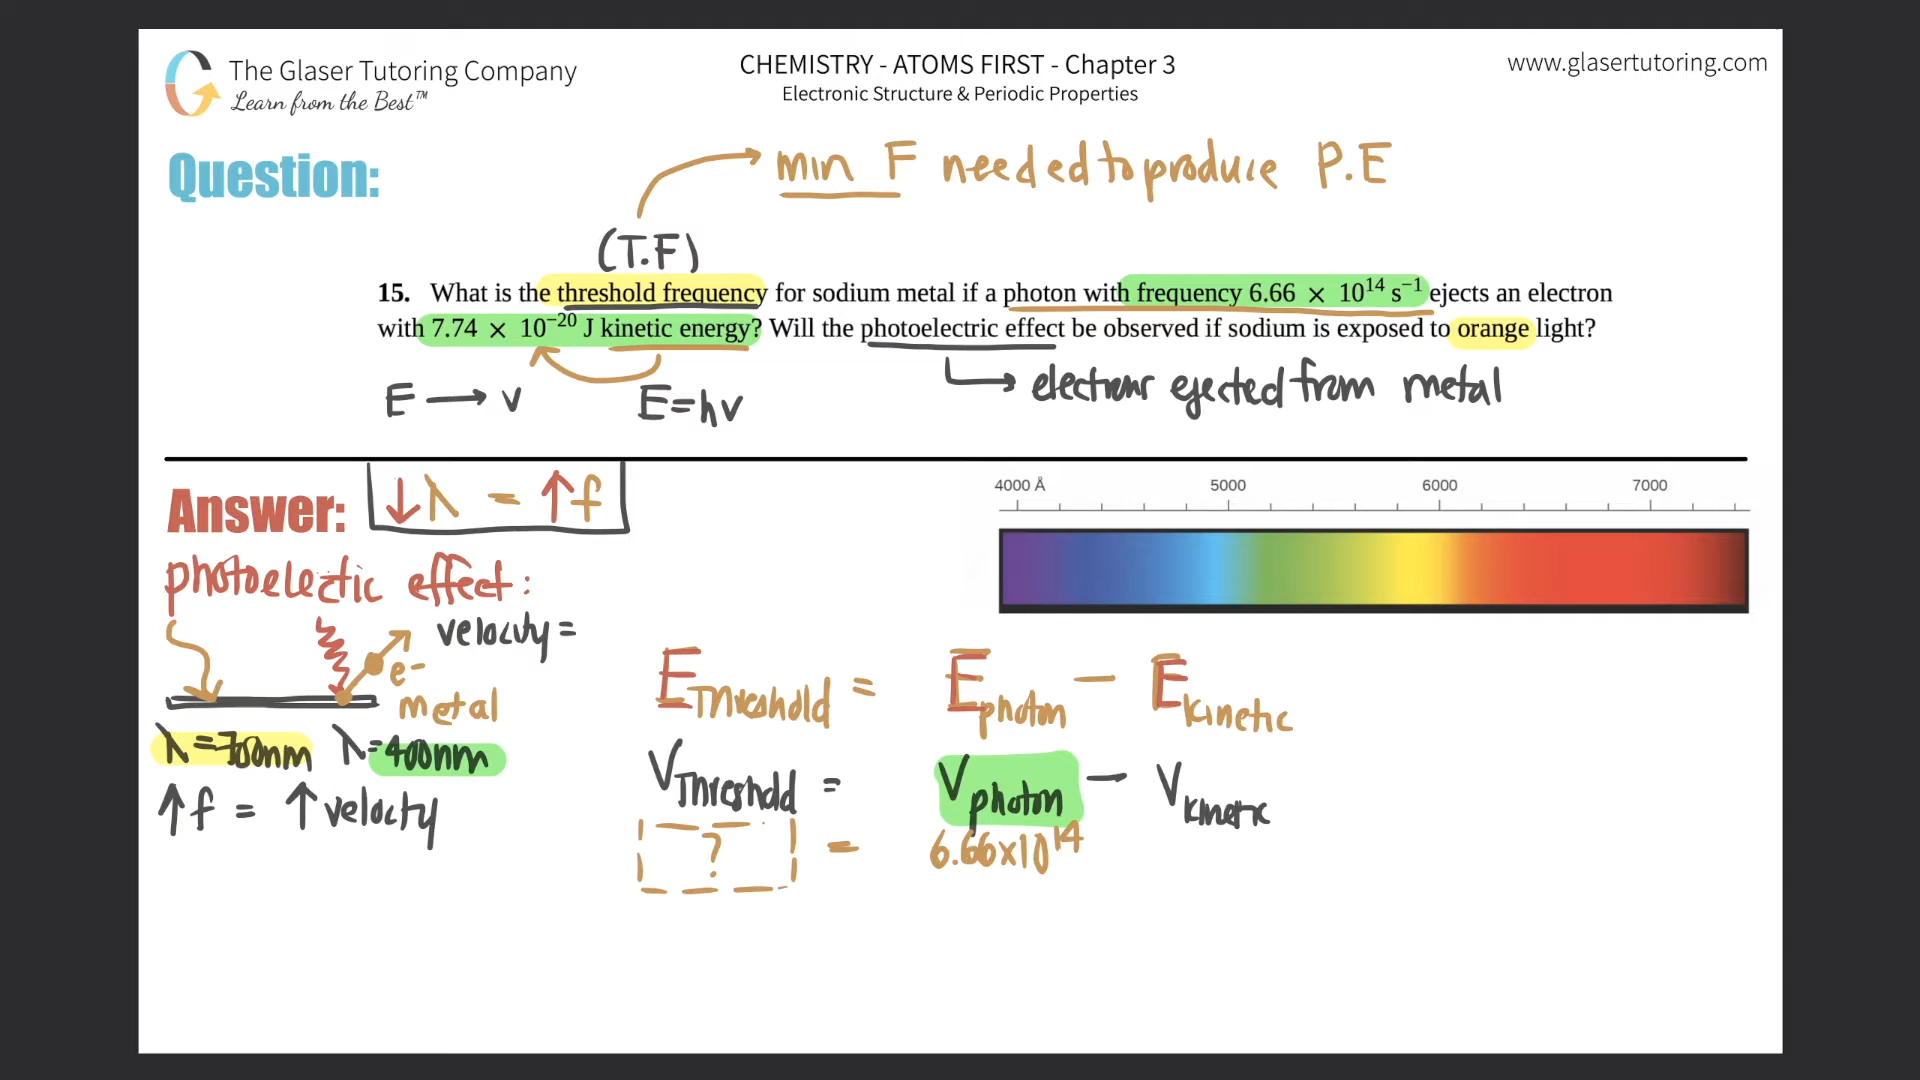 The Glaser Tutoring Company
Learn from the Best™
CHEMISTRY - ATOMS FIRST - Chapter 3
Electronic Structure & Periodic Properties
www.glasertutoring.com
Question:
min F needed to produce P.E
(T.F)
15. What is the threshold frequency for sodium metal if a photon with frequency 6.66 × 10¹⁴ s⁻¹ ejects an electron
with 7.74 × 10⁻²⁰ J kinetic energy? Will the photoelectric effect be observed if sodium is exposed to orange light?
E → v
E=hv
electrons ejected from metal
Answer:
↓λ = ↑f
4000 Å 5000 6000 7000
photoelectic effect:
velocity =
e-
metal
λ=700nm λ=400nm
↑f = ↑velocity
E Threshold = E photon − E kinetic
V Threshold = V photon − V kinetic
? = 6.66x10¹⁴